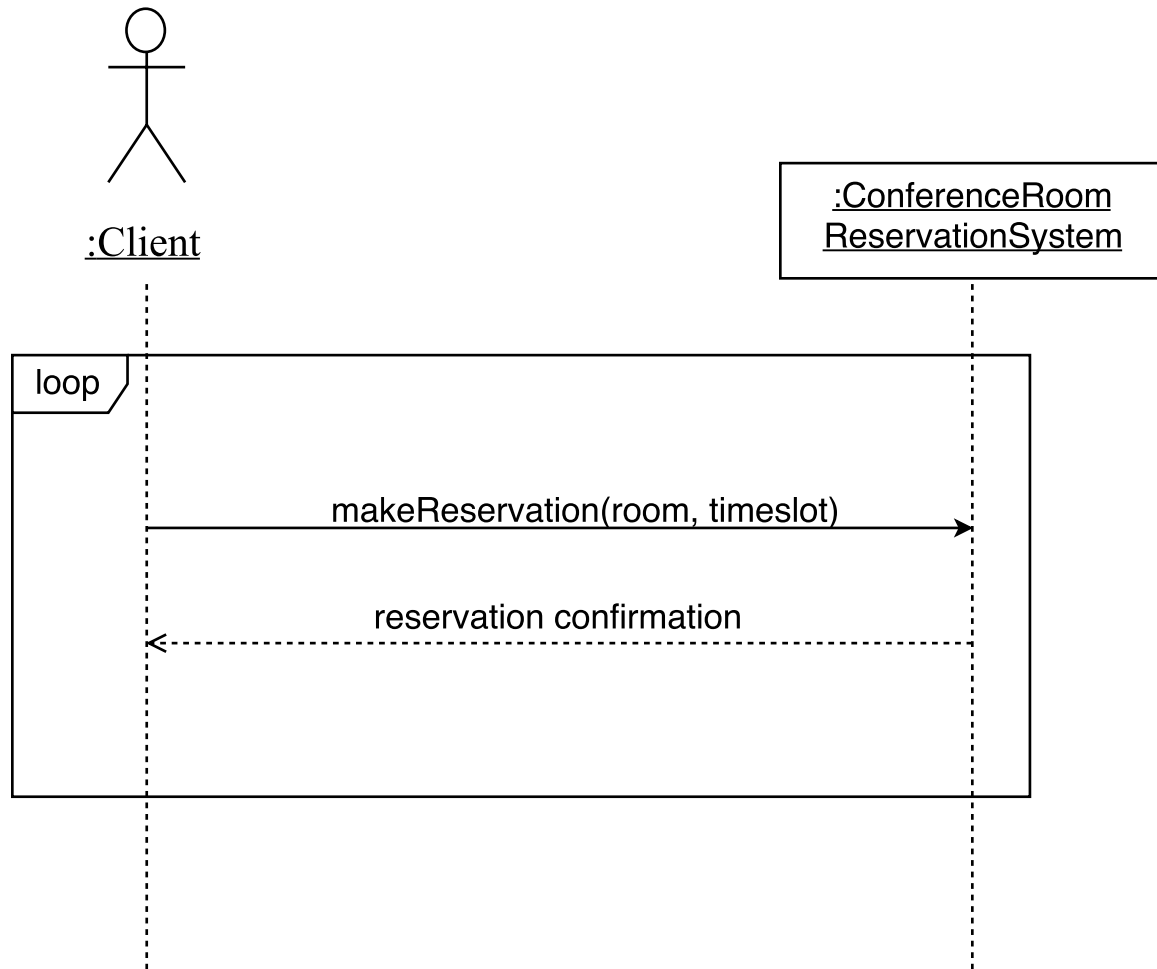 :Client
:ConferenceRoom
ReservationSystem
loop
makeReservation(room, timeslot)
reservation confirmation